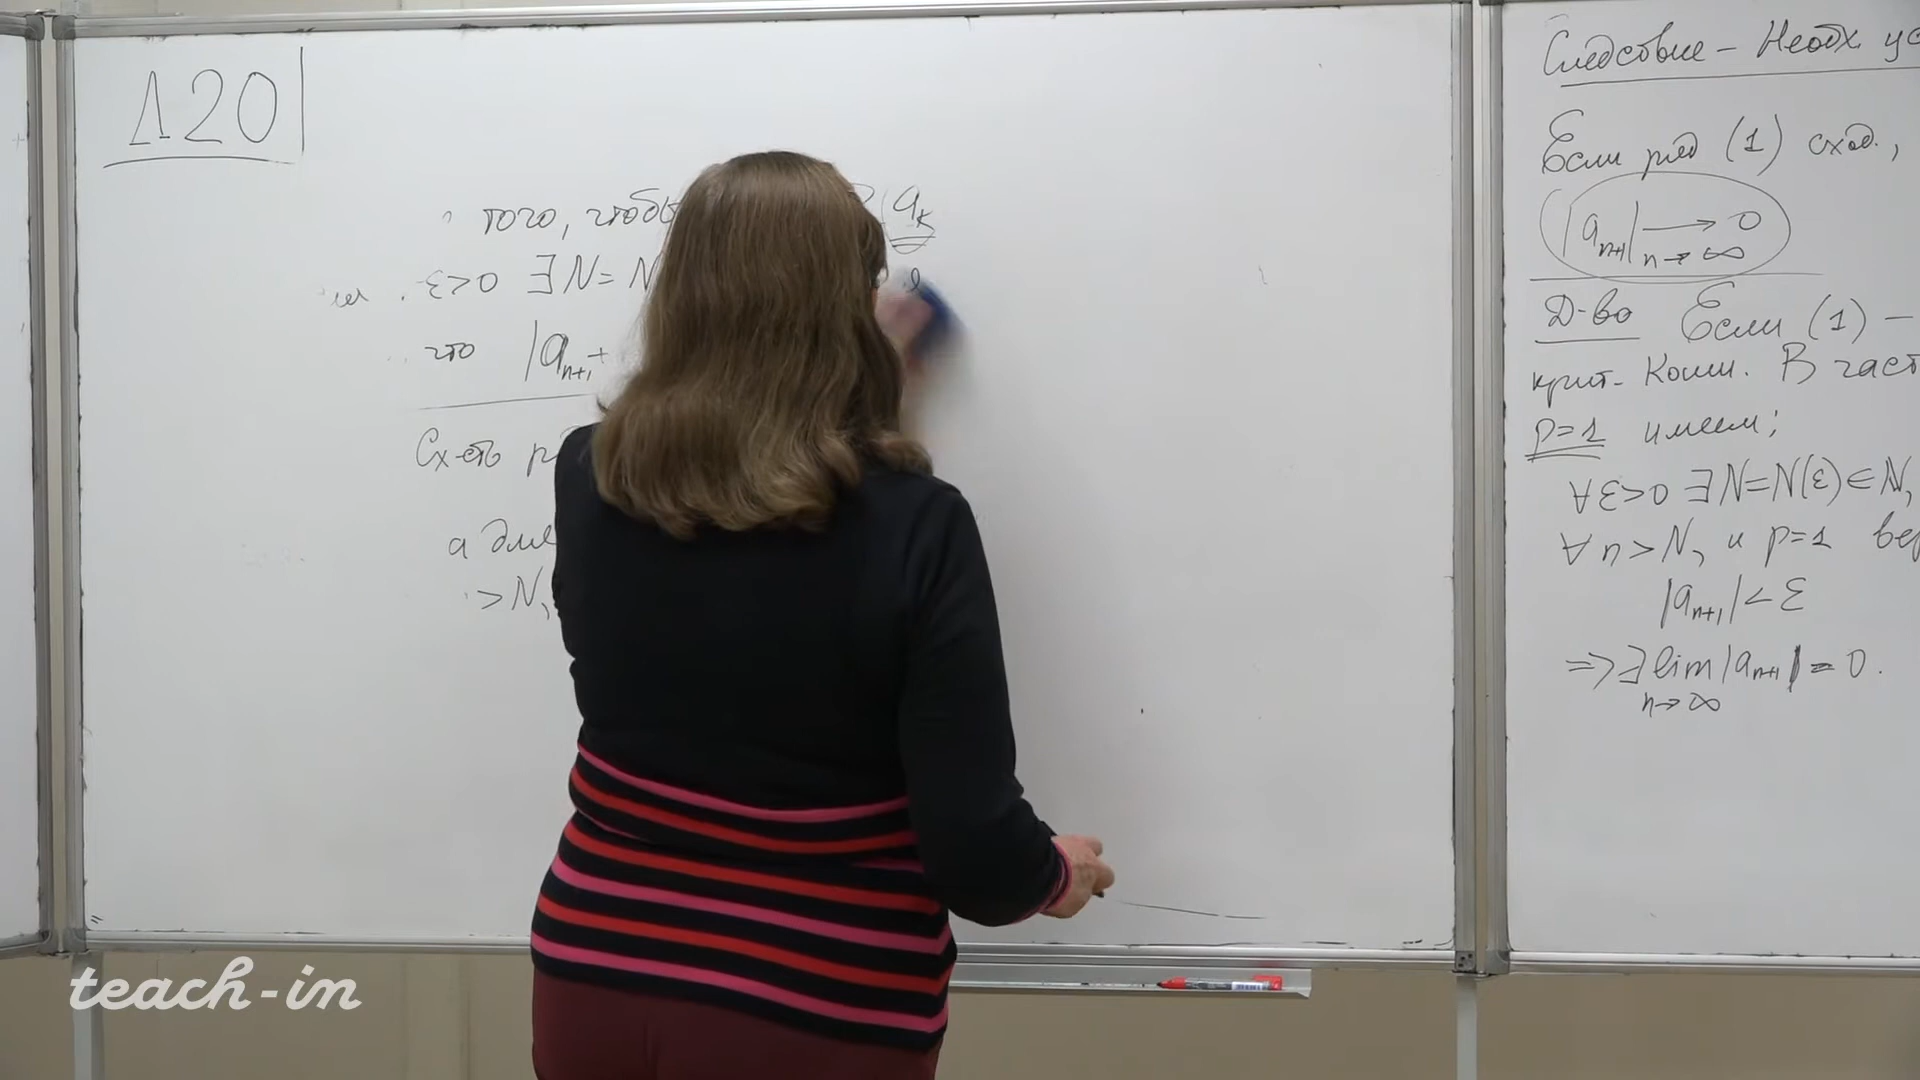 Л20
того, чтобы
a_k
ε>0 ∃ N=N
что |a_{n+1}+
Сх-сть р
а для
>N,
Следствие – Необх. ус
Если ряд (1) сход.,
|a_{n+1}| → 0
n→∞
Д-во Если (1) –
крит. Коши. В част
p=1 имеем;
∀ε>0 ∃N=N(ε)∈ℕ,
∀n>N, и p=1 вер
|a_{n+1}|<ε
=> ∃ lim |a_{n+1}| = 0.
n→∞
teach-in